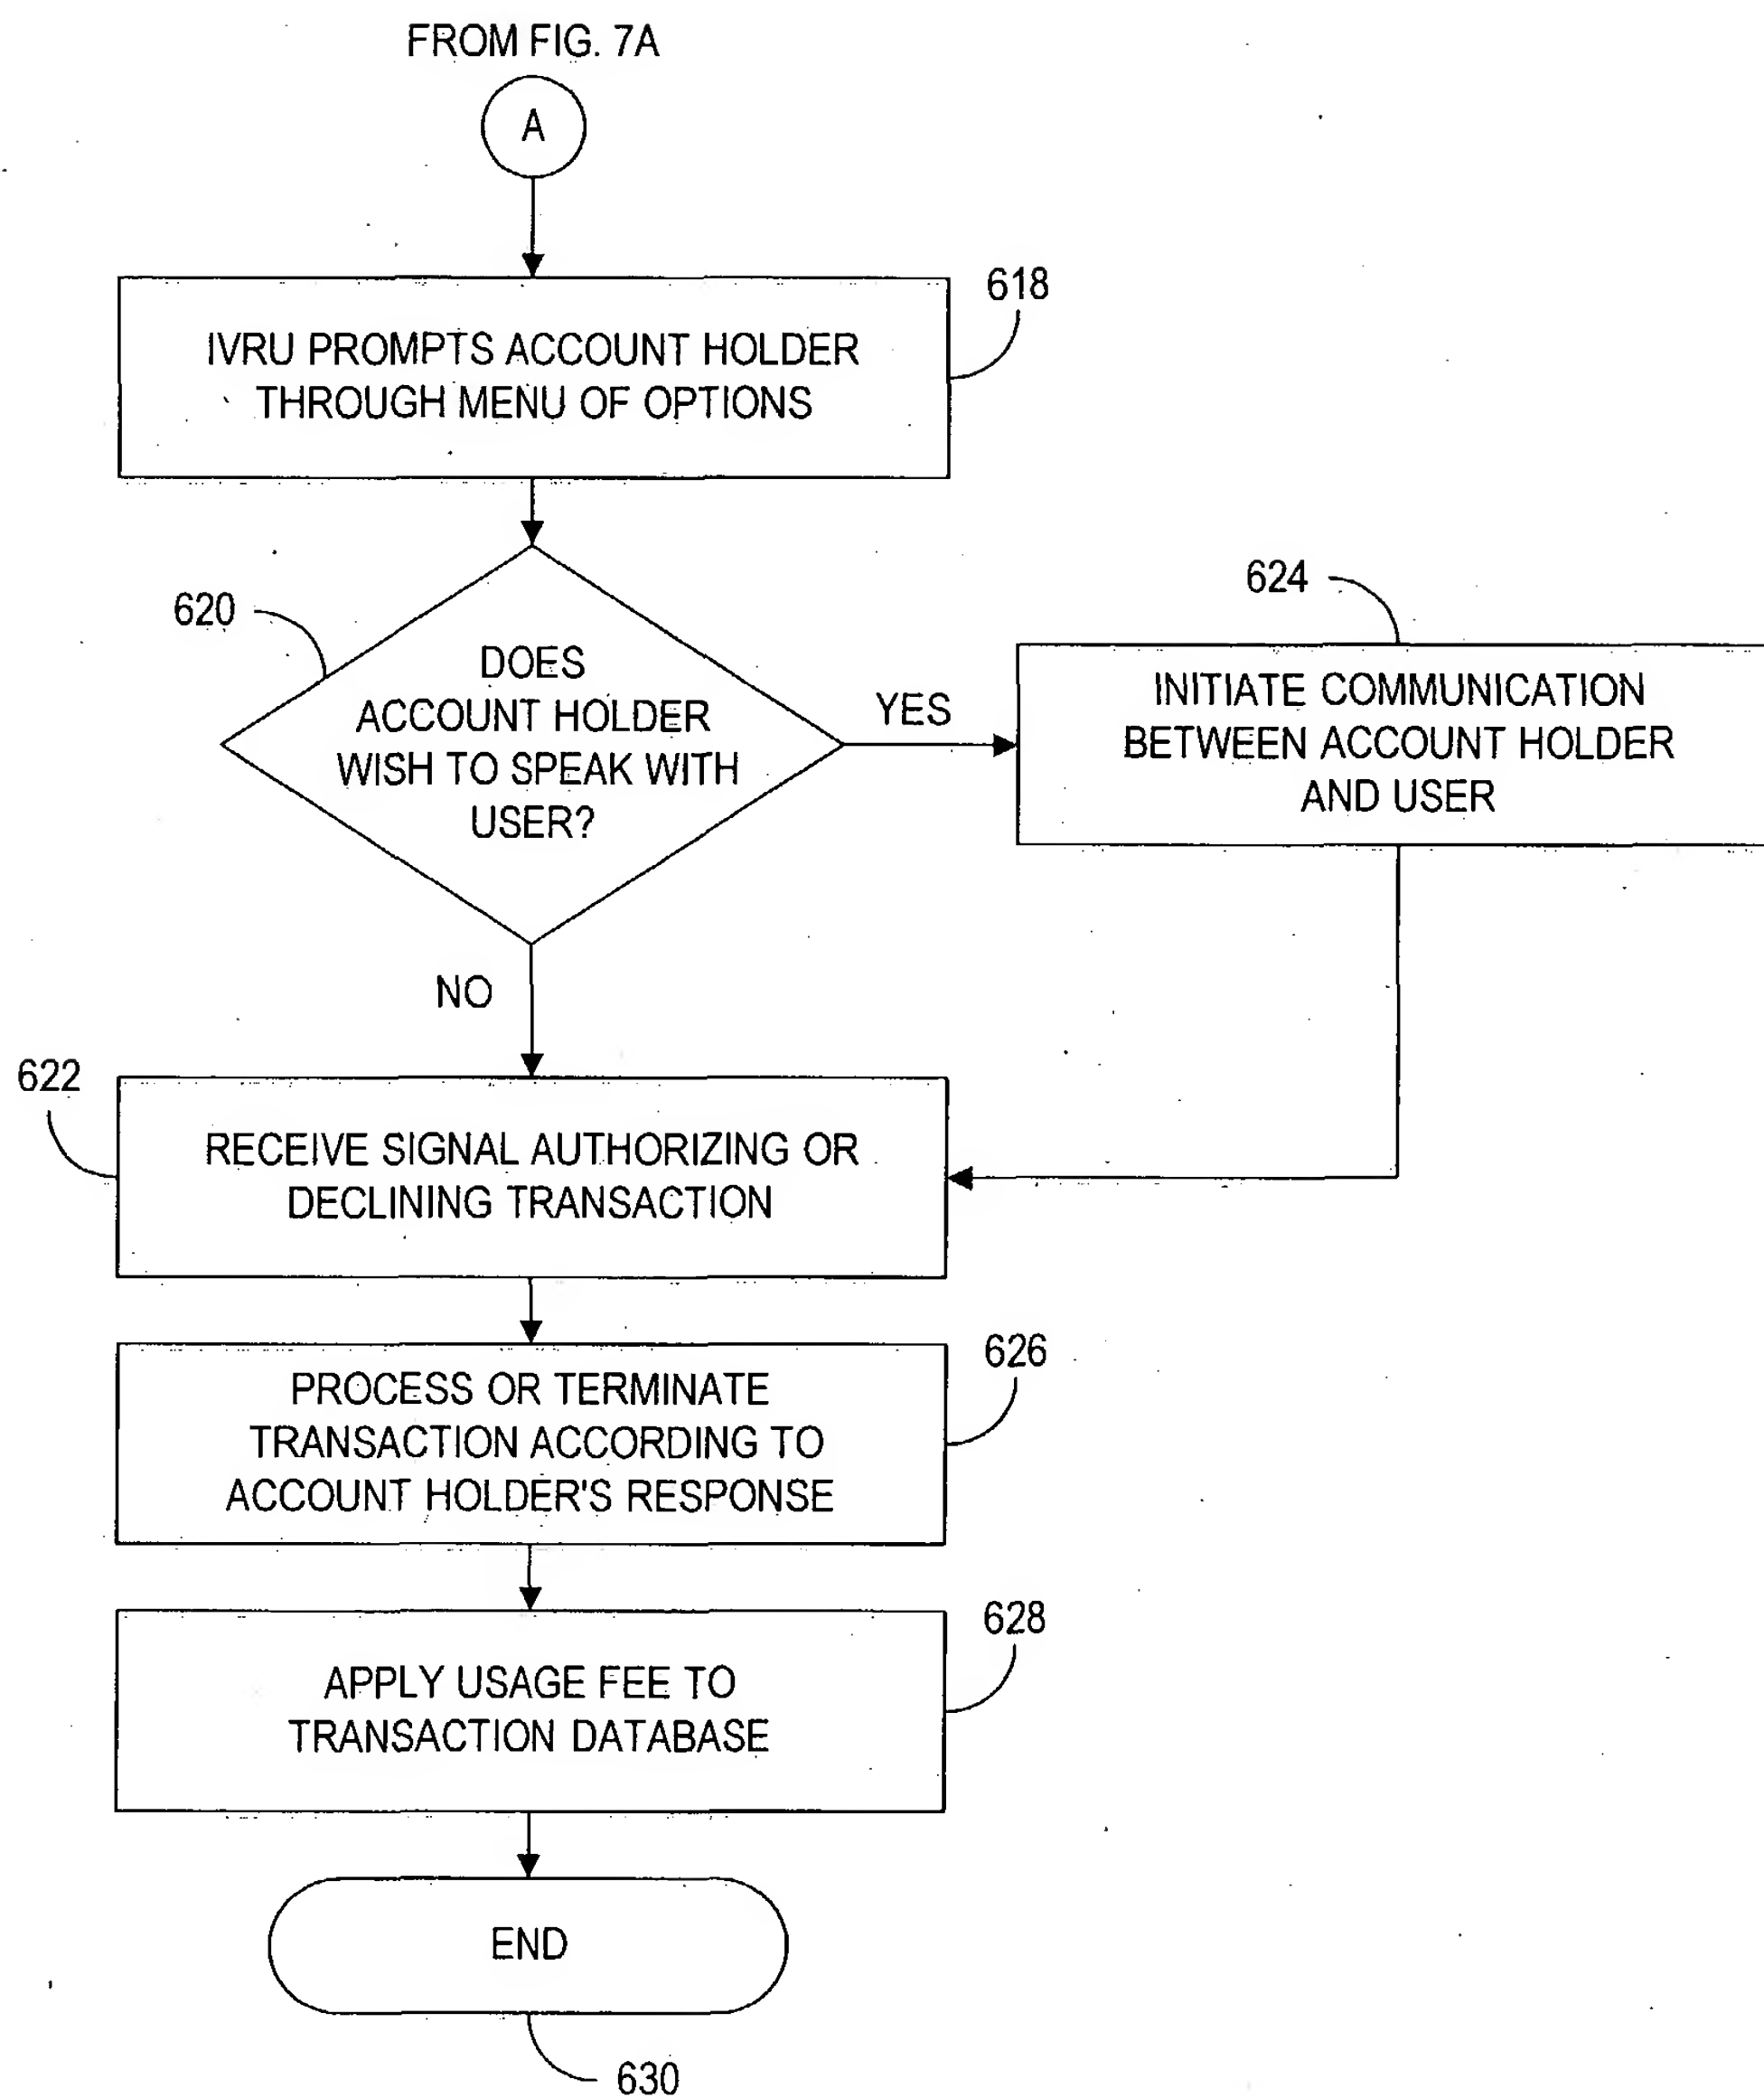 FROM FIG. 7A
A
618
IVRU PROMPTS ACCOUNT HOLDER
THROUGH MENU OF OPTIONS
620
DOES
ACCOUNT HOLDER
WISH TO SPEAK WITH
USER?
YES
624
INITIATE COMMUNICATION
BETWEEN ACCOUNT HOLDER
AND USER
NO
622
RECEIVE SIGNAL AUTHORIZING OR
DECLINING TRANSACTION
626
PROCESS OR TERMINATE
TRANSACTION ACCORDING TO
ACCOUNT HOLDER'S RESPONSE
628
APPLY USAGE FEE TO
TRANSACTION DATABASE
END
630